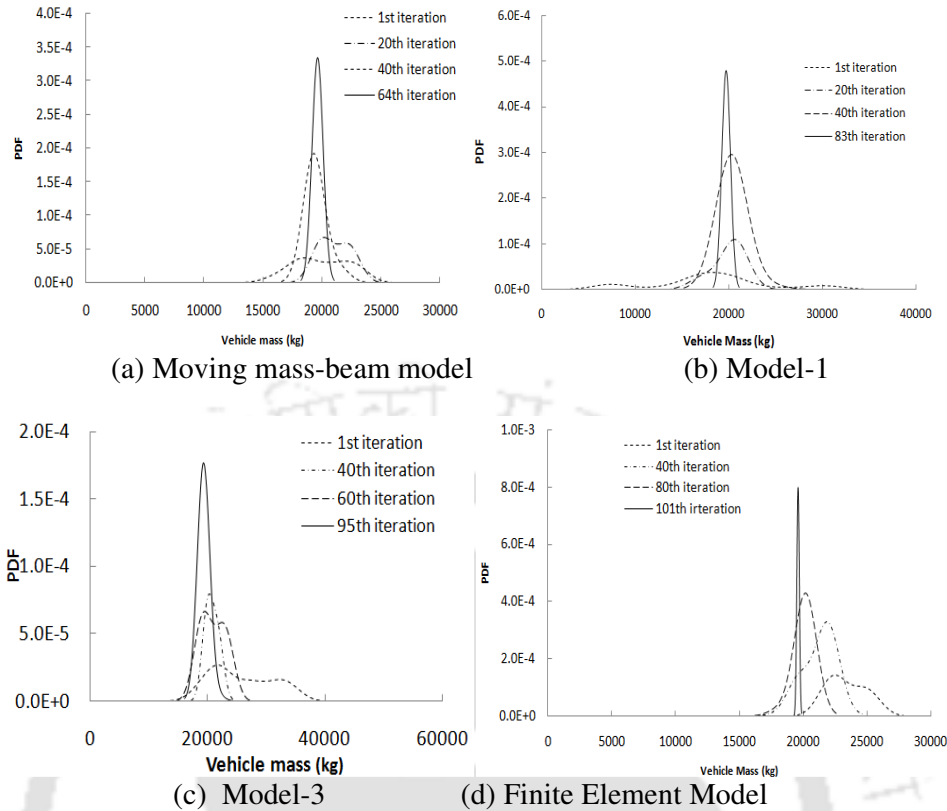 4.0E-4
3.5E-4
3.0E-4
2.5E-4
2.0E-4
1.5E-4
1.0E-4
5.0E-5
0.0E+0
PDF
1st iteration
20th iteration
40th iteration
64th iteration
0 5000 10000 15000 20000 25000 30000
Vehicle mass (kg)
(a) Moving mass-beam model
6.0E-4
5.0E-4
4.0E-4
3.0E-4
2.0E-4
1.0E-4
0.0E+0
PDF
1st iteration
20th iteration
40th iteration
83th iteration
0 10000 20000 30000 40000
Vehicle Mass (kg)
(b) Model-1
2.0E-4
1.5E-4
1.0E-4
5.0E-5
0.0E+0
PDF
1st iteration
40th iteration
60th iteration
95th iteration
0 20000 40000 60000
Vehicle mass (kg)
(c) Model-3
1.0E-3
8.0E-4
6.0E-4
4.0E-4
2.0E-4
0.0E+0
PDF
1st iteration
40th iteration
80th iteration
101th irteration
0 5000 10000 15000 20000 25000 30000
Vehicle Mass (kg)
(d) Finite Element Model